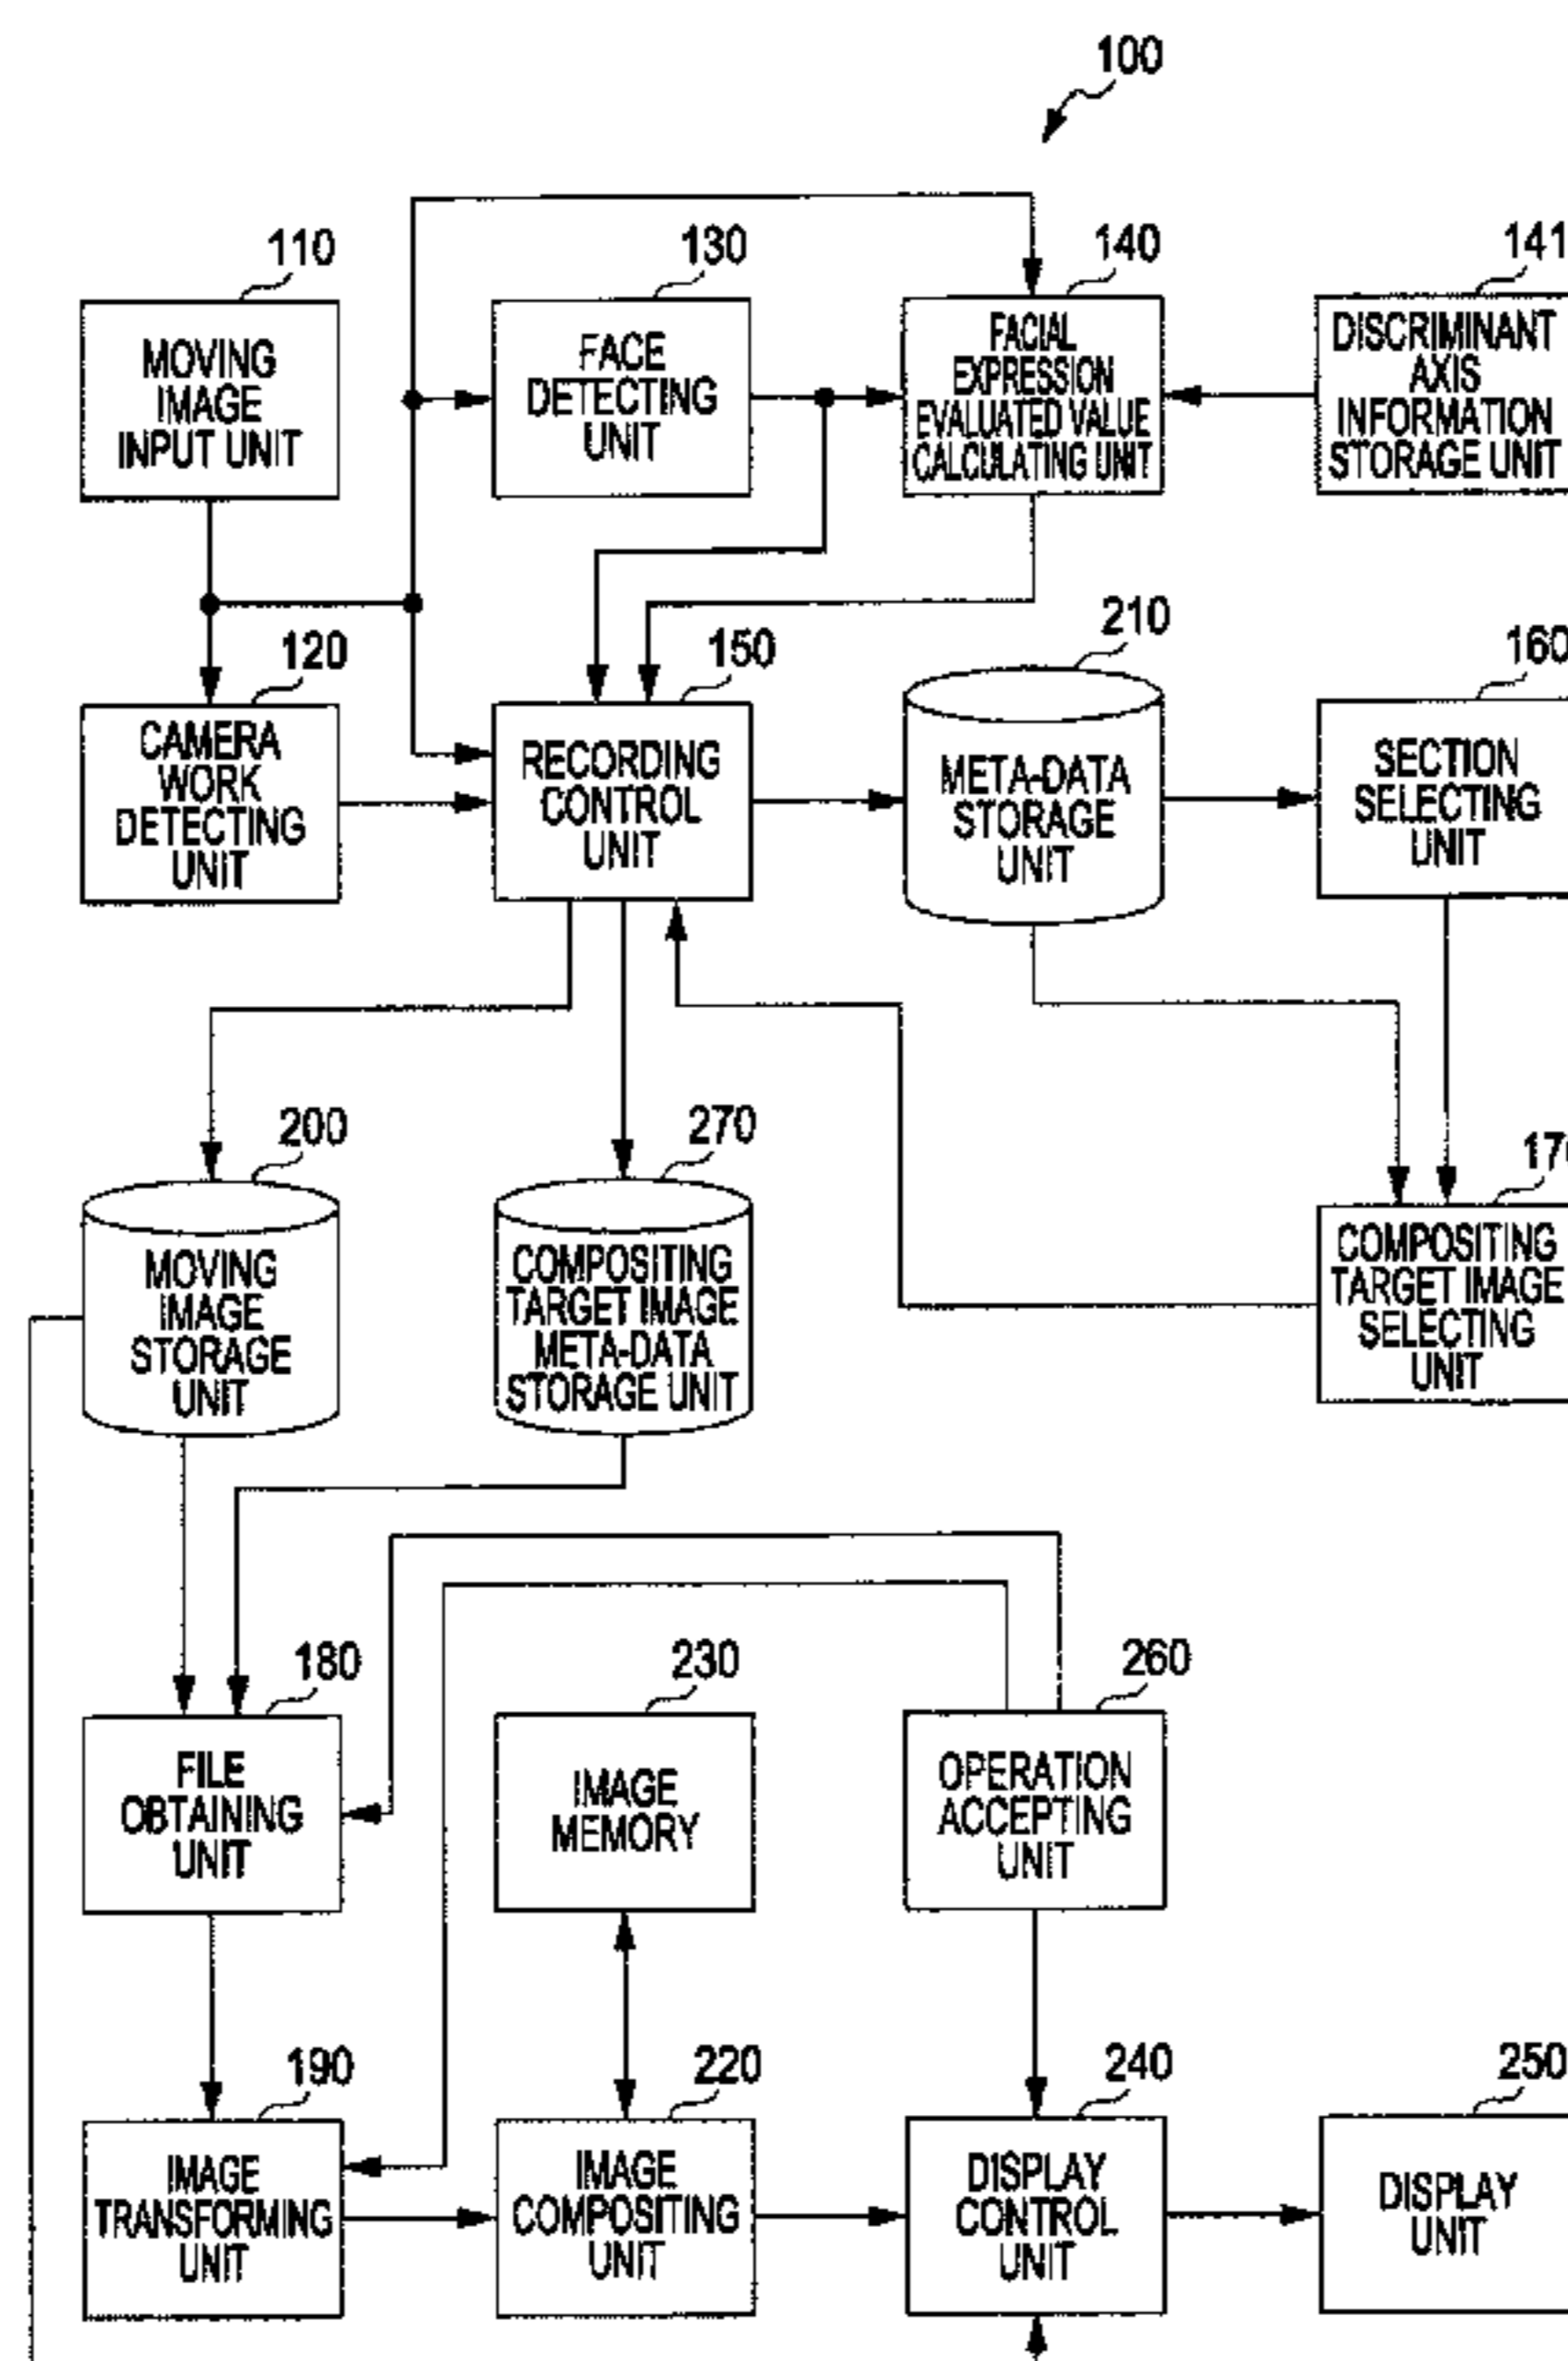 100
110
130
140
141
MOVING
IMAGE
INPUT UNIT
FACE
DETECTING
UNIT
FACIAL
EXPRESSION
EVALUATED VALUE
CALCULATING UNIT
DISCRIMINANT
AXIS
INFORMATION
STORAGE UNIT
120
150
210
160
CAMERA
WORK
DETECTING
UNIT
RECORDING
CONTROL
UNIT
META-DATA
STORAGE
UNIT
SECTION
SELECTING
UNIT
200
270
170
MOVING
IMAGE
STORAGE
UNIT
COMPOSITING
TARGET IMAGE
META-DATA
STORAGE UNIT
COMPOSITING
TARGET IMAGE
SELECTING
UNIT
180
230
260
FILE
OBTAINING
UNIT
IMAGE
MEMORY
OPERATION
ACCEPTING
UNIT
190
220
240
250
IMAGE
TRANSFORMING
UNIT
IMAGE
COMPOSITING
UNIT
DISPLAY
CONTROL
UNIT
DISPLAY
UNIT